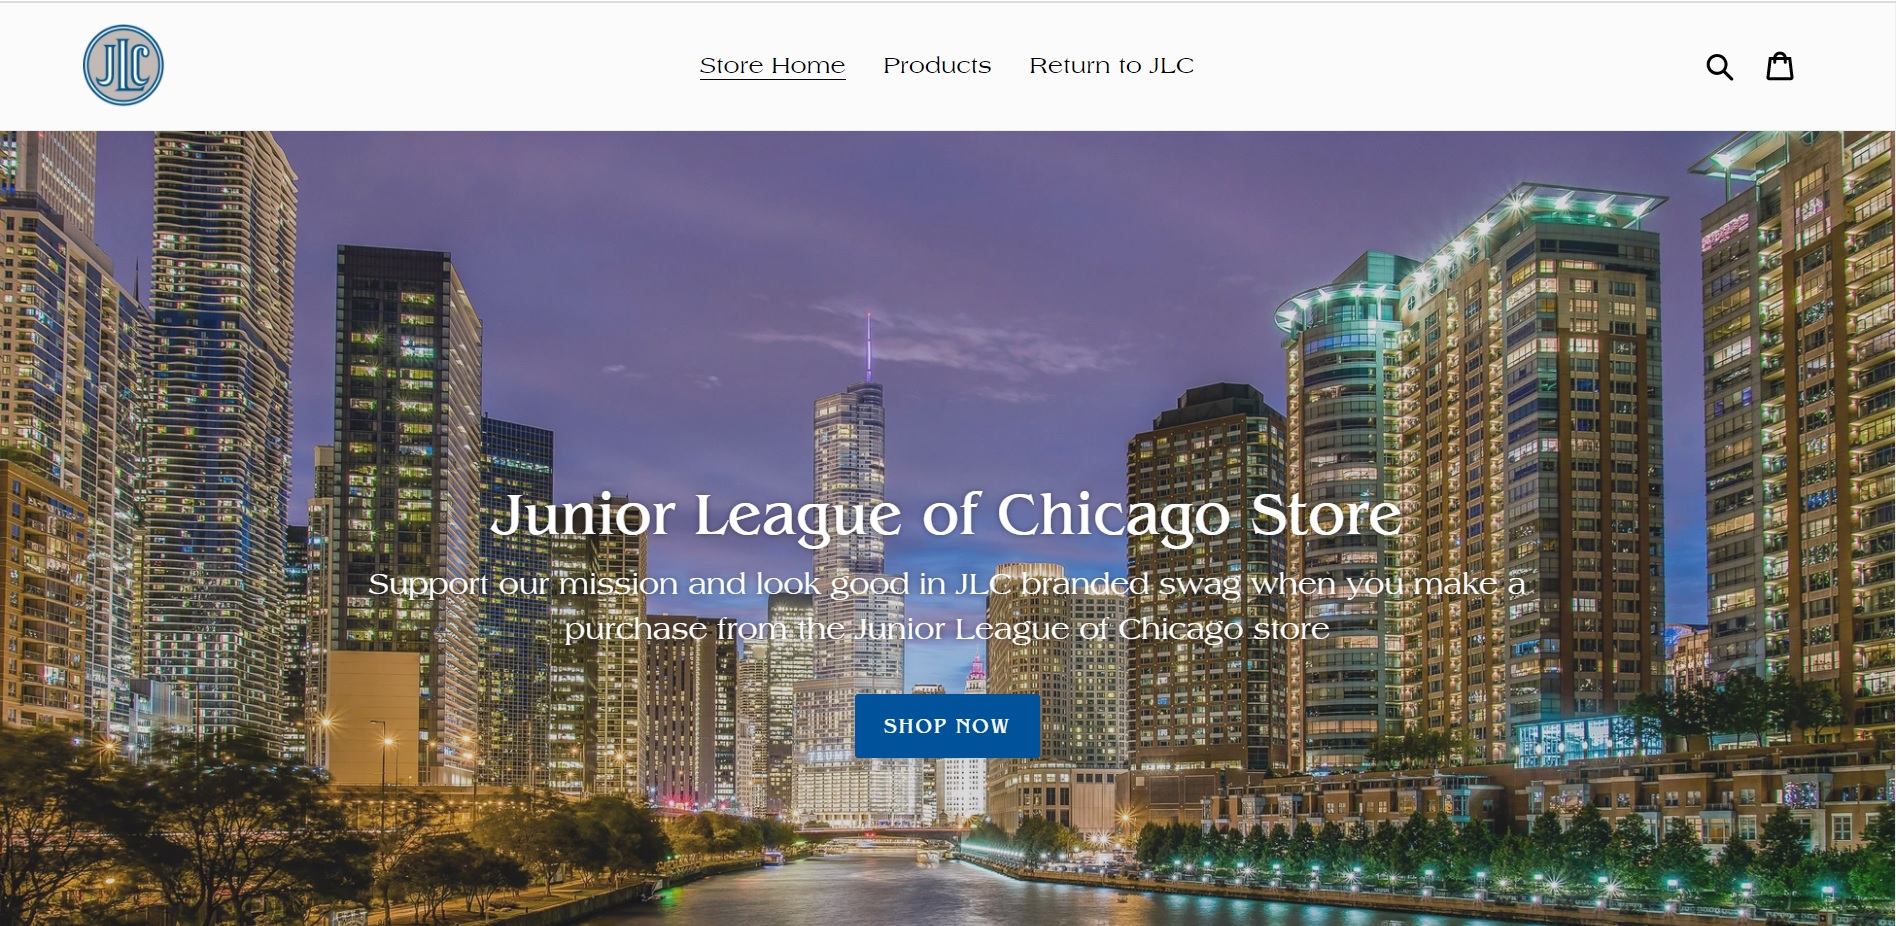 JLC
Store Home
Products
Return to JLC
Junior League of Chicago Store
Support our mission and look good in JLC branded swag when you make a
purchase from the Junior League of Chicago store
SHOP NOW